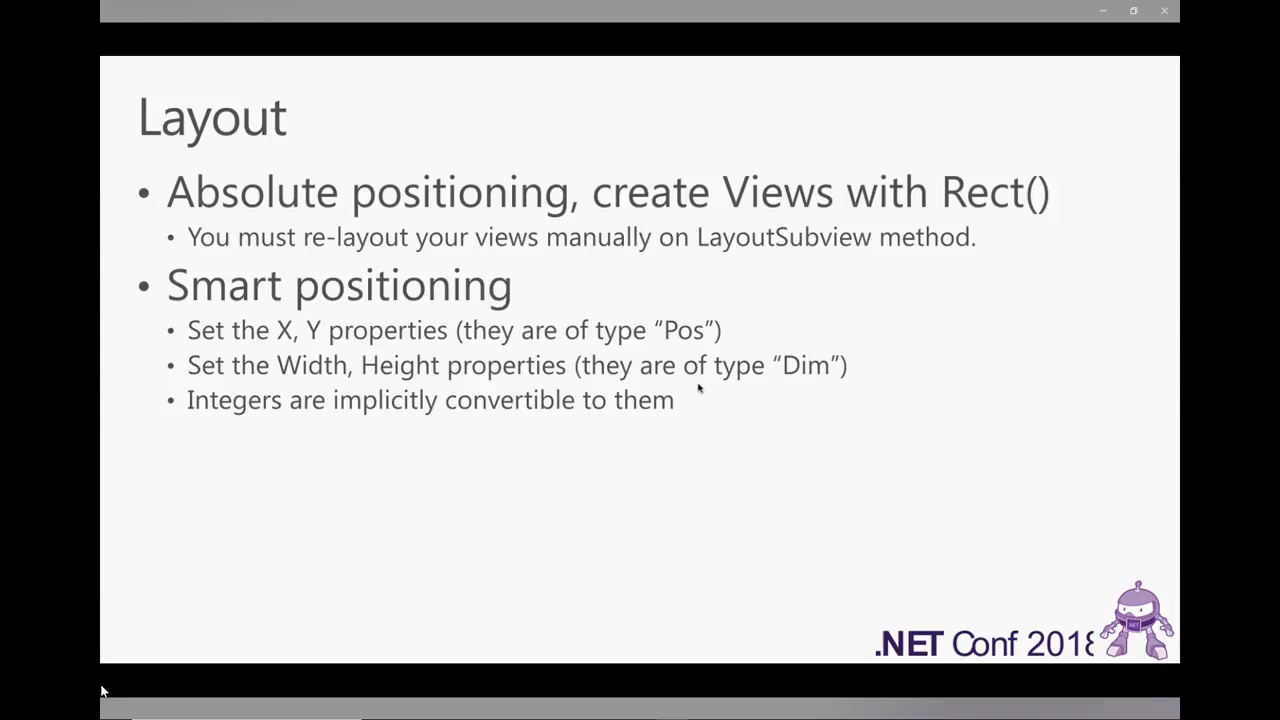 Layout
• Absolute positioning, create Views with Rect()
• You must re-layout your views manually on LayoutSubview method.
• Smart positioning
• Set the X, Y properties (they are of type “Pos”)
• Set the Width, Height properties (they are of type “Dim”)
• Integers are implicitly convertible to them
.NET Conf 2018
.NET